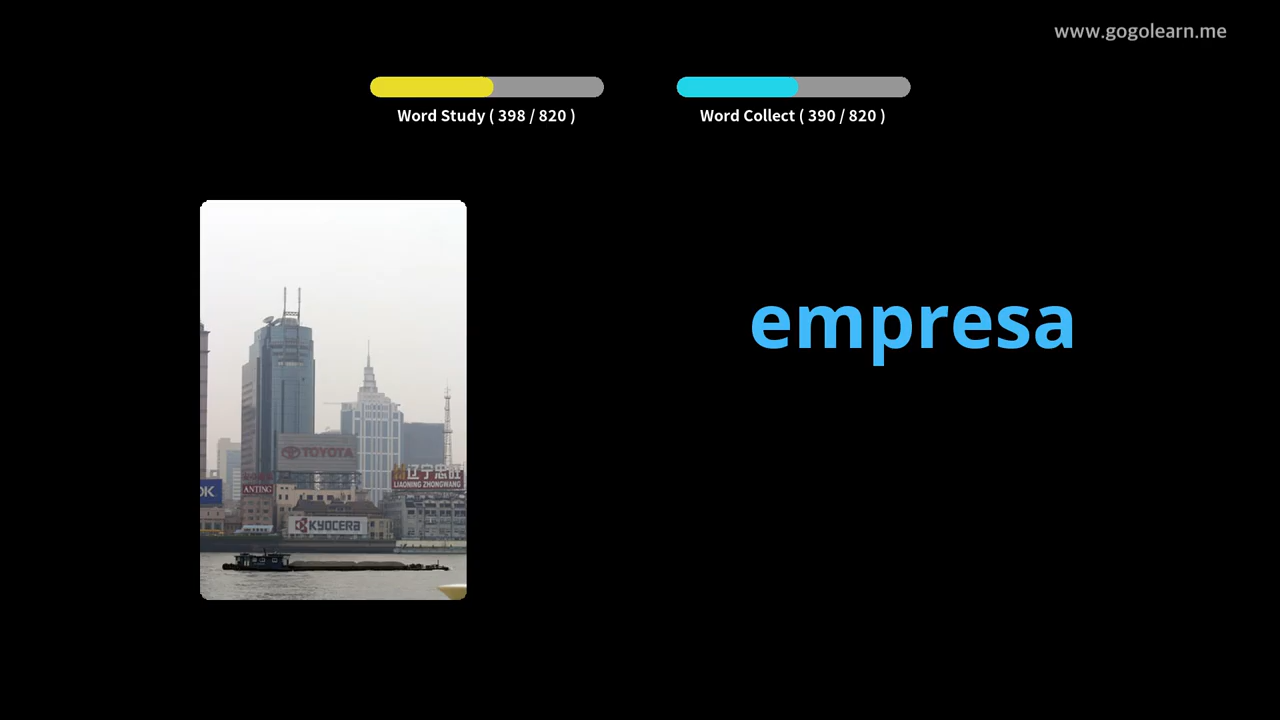 www.gogolearn.me
Word Study ( 398 / 820 )
Word Collect ( 390 / 820 )
empresa
TOYOTA
辽宁忠旺
LIAONING ZHONGWANG
OK
ANTING
KYOCERA